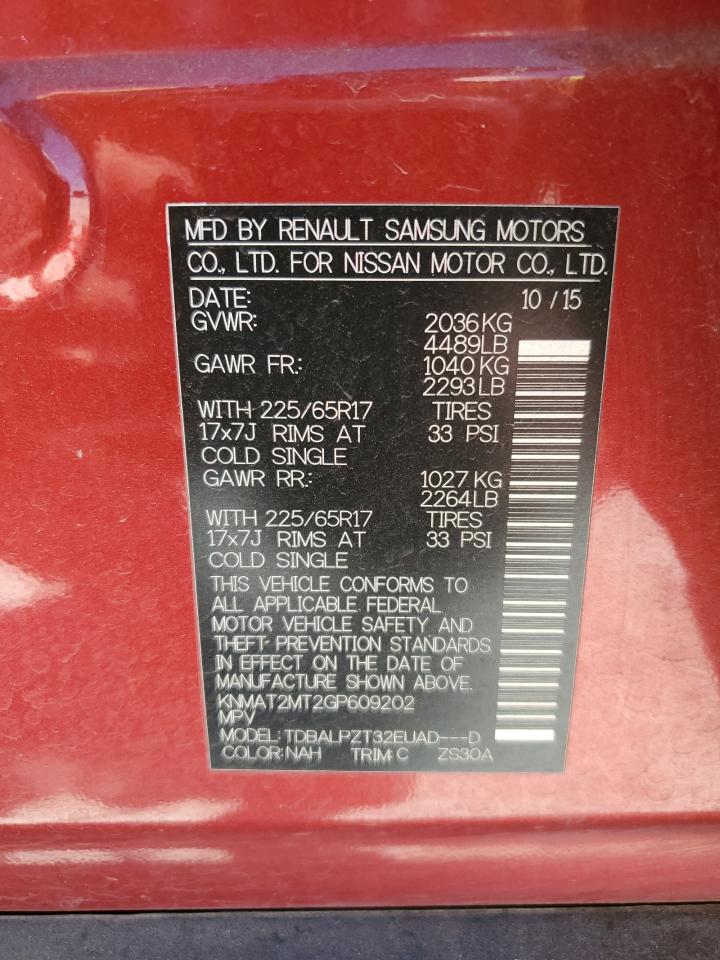 MFD BY RENAULT SAMSUNG MOTORS
CO., LTD. FOR NISSAN MOTOR CO., LTD.
DATE: 10 / 15
GVWR: 2036 KG
4489 LB
GAWR FR.: 1040 KG
2293 LB
WITH 225/65R17 TIRES
17x7J RIMS AT 33 PSI
COLD SINGLE
GAWR RR.: 1027 KG
2264 LB
WITH 225/65R17 TIRES
17x7J RIMS AT 33 PSI
COLD SINGLE
THIS VEHICLE CONFORMS TO
ALL APPLICABLE FEDERAL
MOTOR VEHICLE SAFETY AND
THEFT PREVENTION STANDARDS
IN EFFECT ON THE DATE OF
MANUFACTURE SHOWN ABOVE.
KNMAT2MT2GP609202
MPV
MODEL: TDBALPZT32EUAD---D
COLOR: NAH TRIM: C ZS30A